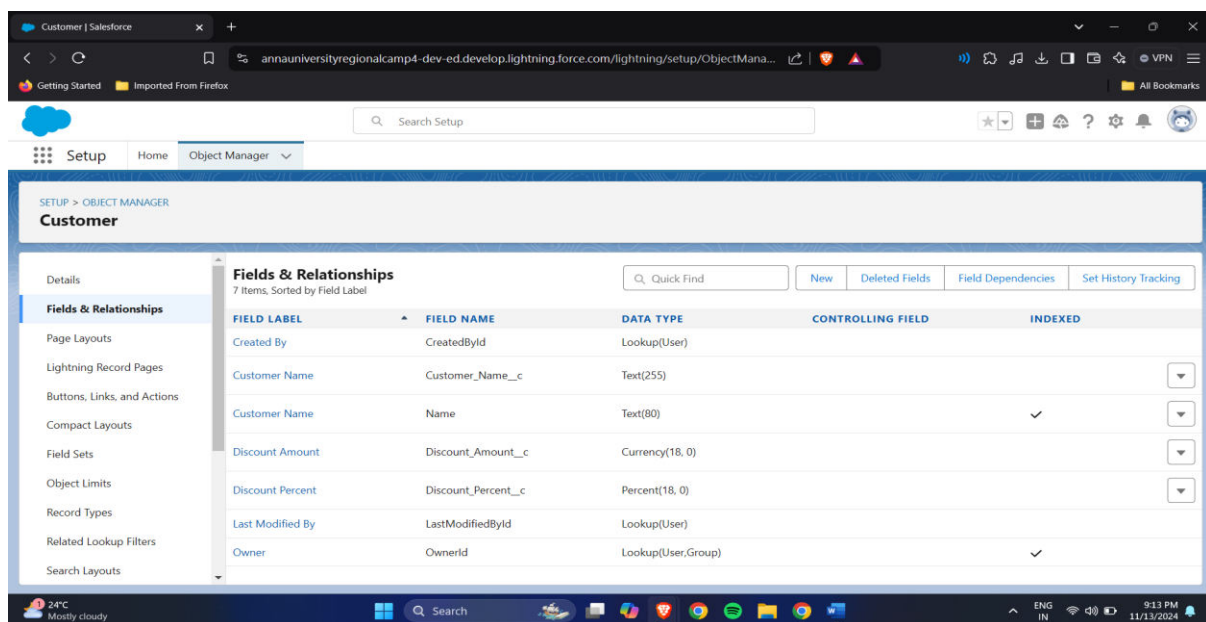 Customer | Salesforce
annauniversityregionalcamp4-dev-ed.develop.lightning.force.com/lightning/setup/ObjectMana...
VPN
Getting Started Imported From Firefox All Bookmarks
Search Setup
Setup Home Object Manager
SETUP > OBJECT MANAGER
Customer
Details
Fields & Relationships
Page Layouts
Lightning Record Pages
Buttons, Links, and Actions
Compact Layouts
Field Sets
Object Limits
Record Types
Related Lookup Filters
Search Layouts
Fields & Relationships
7 Items, Sorted by Field Label
Quick Find New Deleted Fields Field Dependencies Set History Tracking
FIELD LABEL FIELD NAME DATA TYPE CONTROLLING FIELD INDEXED
Created By CreatedById Lookup(User)
Customer Name Customer_Name__c Text(255)
Customer Name Name Text(80)
Discount Amount Discount_Amount__c Currency(18, 0)
Discount Percent Discount_Percent__c Percent(18, 0)
Last Modified By LastModifiedById Lookup(User)
Owner OwnerId Lookup(User,Group)
1 24°C
Mostly cloudy
Search
ENG
IN
9:13 PM
11/13/2024